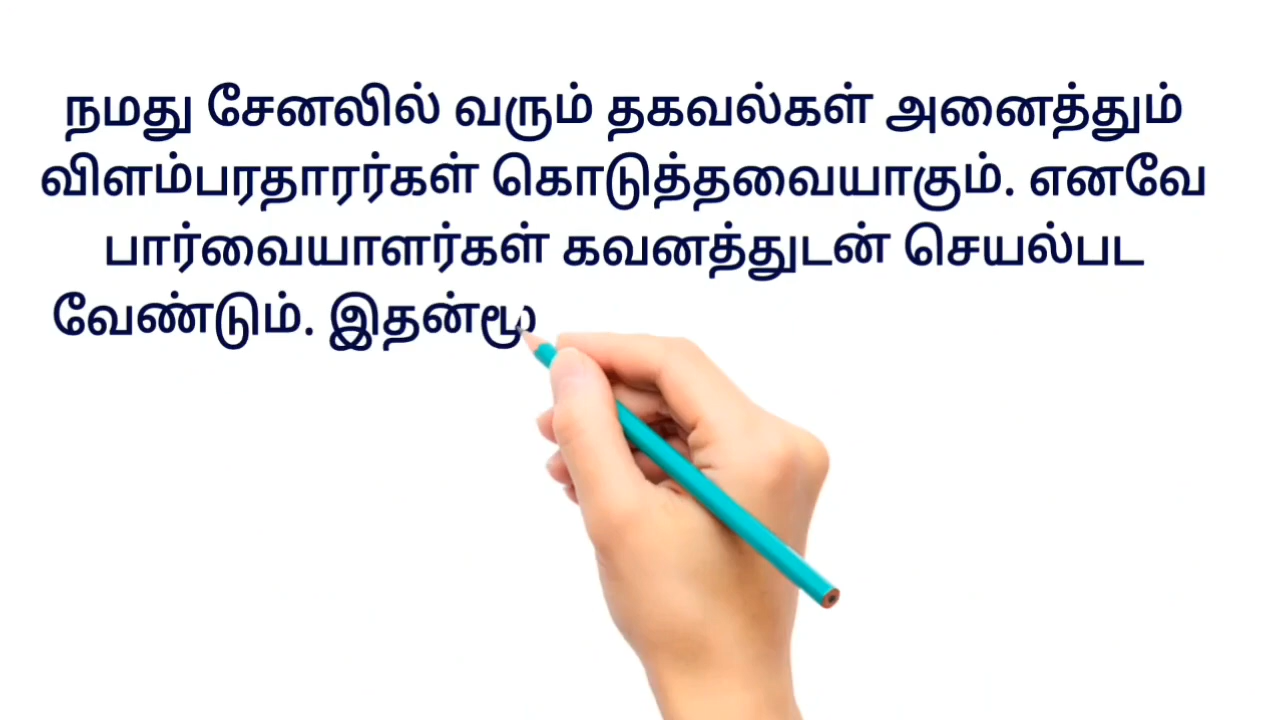 நமது சேனலில் வரும் தகவல்கள் அனைத்தும்
விளம்பரதாரர்கள் கொடுத்தவையாகும். எனவே
பார்வையாளர்கள் கவனத்துடன் செயல்பட
வேண்டும். இதன்மூ